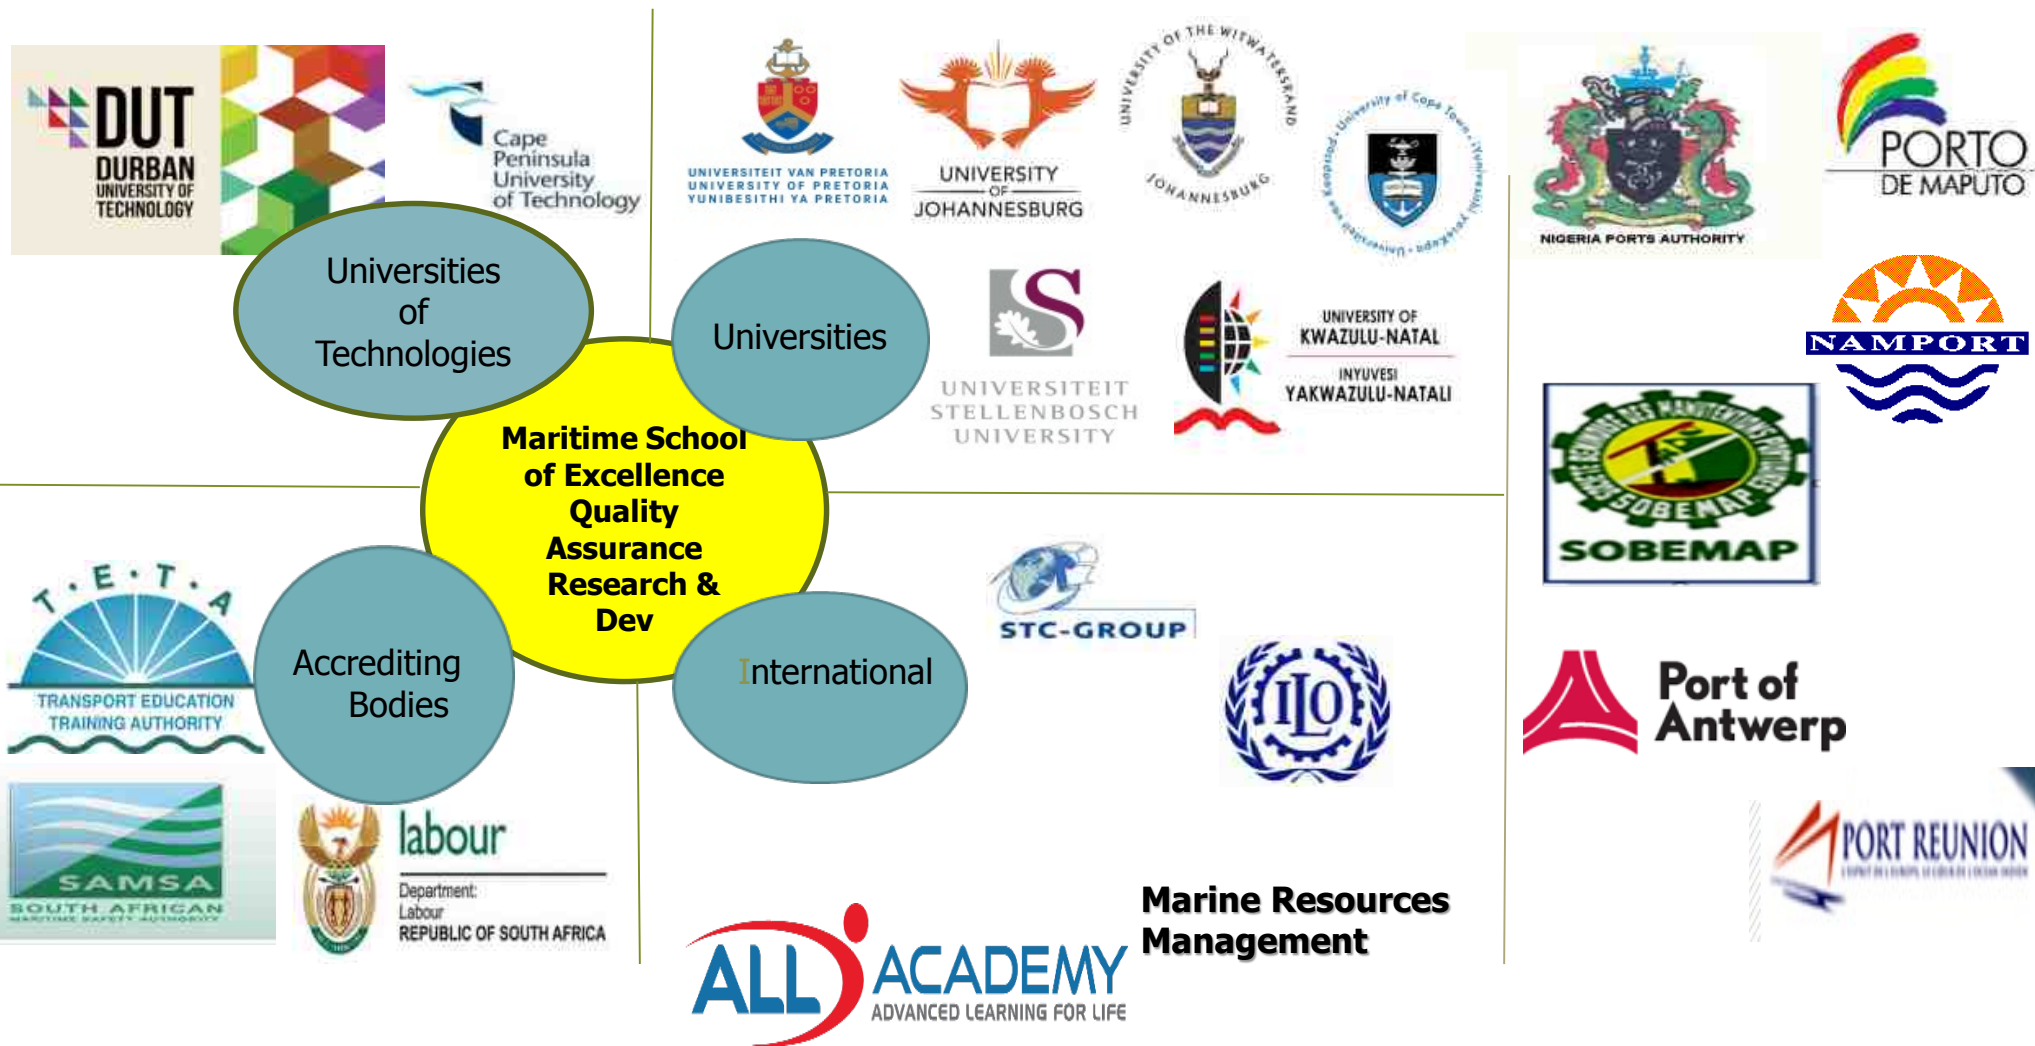 DUT
DURBAN
UNIVERSITY OF
TECHNOLOGY
Cape
Peninsula
University
of Technology
Universities
of
Technologies
UNIVERSITEIT VAN PRETORIA
UNIVERSITY OF PRETORIA
YUNIBESITHI YA PRETORIA
UNIVERSITY
OF
JOHANNESBURG
UNIVERSITY OF THE WITWATERSRAND
JOHANNESBURG
University of Cape Town
Universities
UNIVERSITEIT
STELLENBOSCH
UNIVERSITY
UNIVERSITY OF
KWAZULU-NATAL
INYUVESI
YAKWAZULU-NATALI
NIGERIA PORTS AUTHORITY
PORTO
DE MAPUTO
NAMPORT
SOBEMAP
SOBEMAP
Port of
Antwerp
PORT REUNION
Maritime School
of Excellence
Quality
Assurance
Research &
Dev
T.E.T.A
TRANSPORT EDUCATION
TRAINING AUTHORITY
Accrediting
Bodies
SAMSA
SOUTH AFRICAN
MARITIME SAFETY AUTHORITY
labour
Department:
Labour
REPUBLIC OF SOUTH AFRICA
International
STC-GROUP
ILO
ALL ACADEMY
ADVANCED LEARNING FOR LIFE
Marine Resources
Management